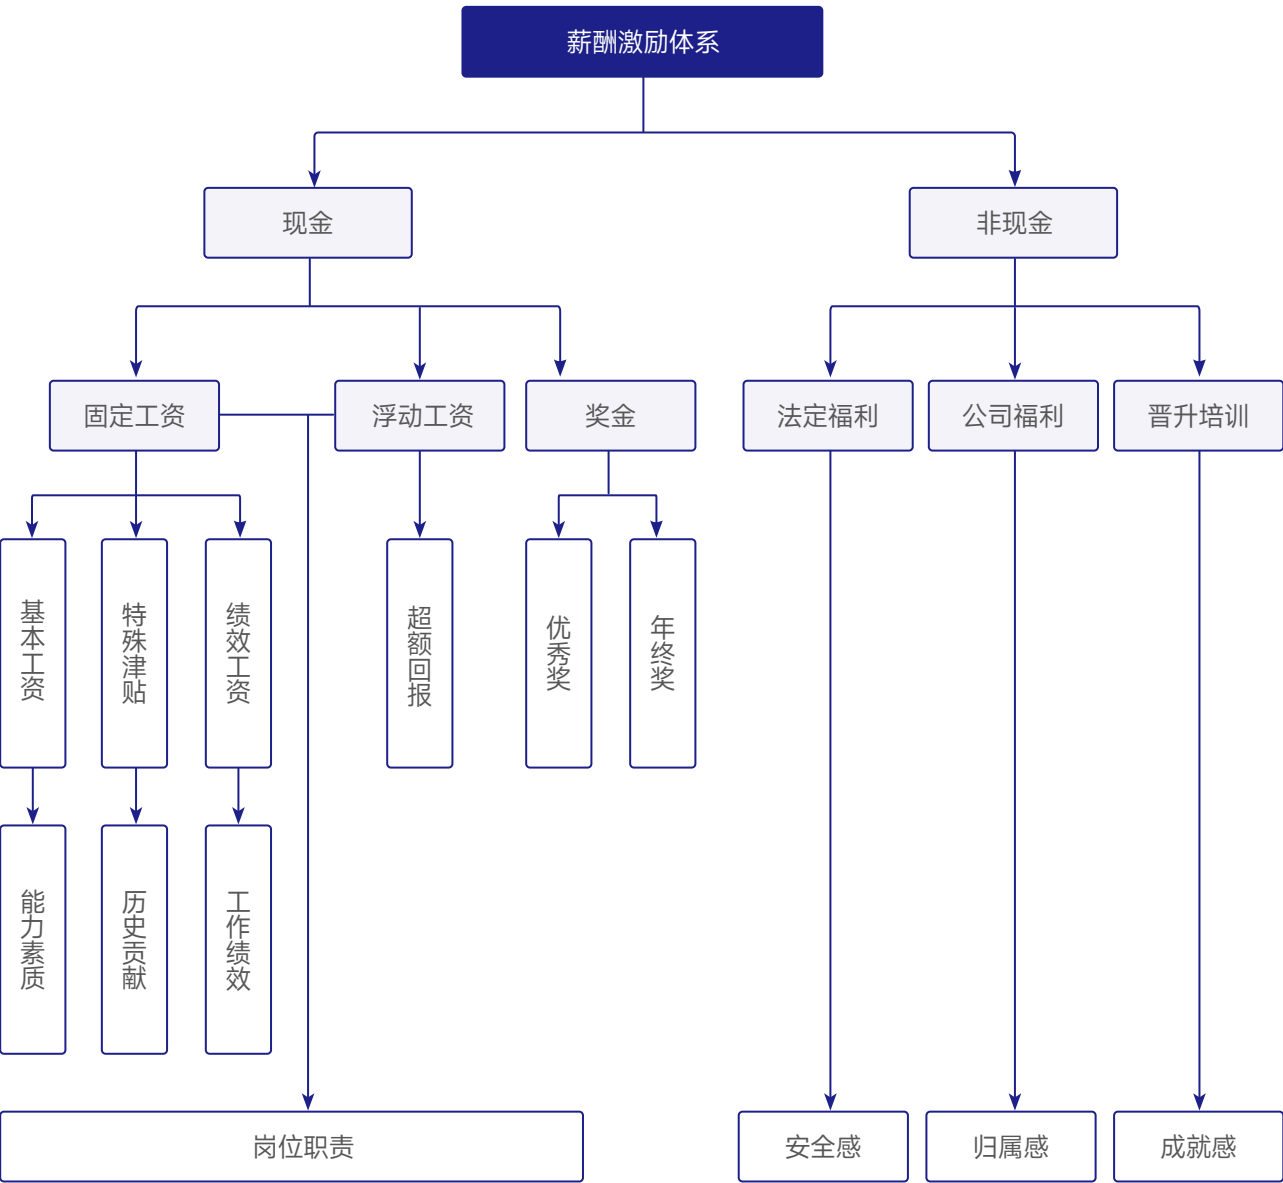 薪酬激励体系
现金
非现金
固定工资
浮动工资
奖金
法定福利
公司福利
晋升培训
基本工资
特殊津贴
绩效工资
超额回报
优秀奖
年终奖
能力素质
历史贡献
工作绩效
岗位职责
安全感
归属感
成就感